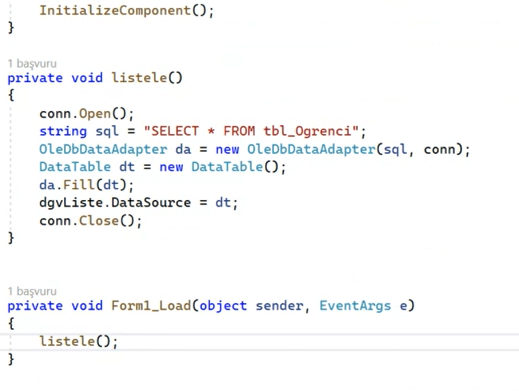 InitializeComponent();
}
1 başvuru
private void listele()
{
conn.Open();
string sql = "SELECT * FROM tbl_Ogrenci";
OleDbDataAdapter da = new OleDbDataAdapter(sql, conn);
DataTable dt = new DataTable();
da.Fill(dt);
dgvListe.DataSource = dt;
conn.Close();
}
1 başvuru
private void Form1_Load(object sender, EventArgs e)
{
listele();
}